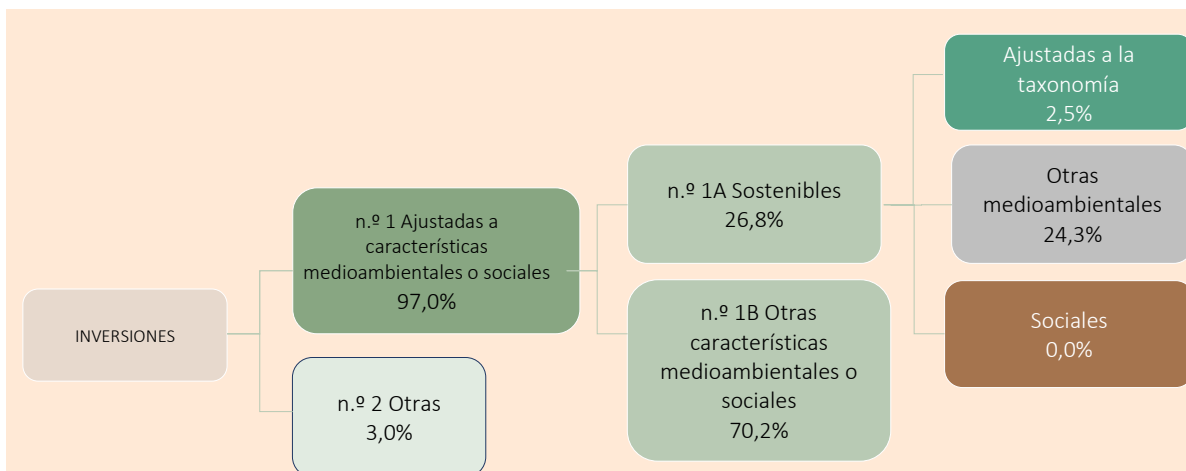 INVERSIONES
n.º 1 Ajustadas a
características
medioambientales o sociales
97,0%
n.º 2 Otras
3,0%
n.º 1A Sostenibles
26,8%
n.º 1B Otras
características
medioambientales o
sociales
70,2%
Ajustadas a la
taxonomía
2,5%
Otras
medioambientales
24,3%
Sociales
0,0%